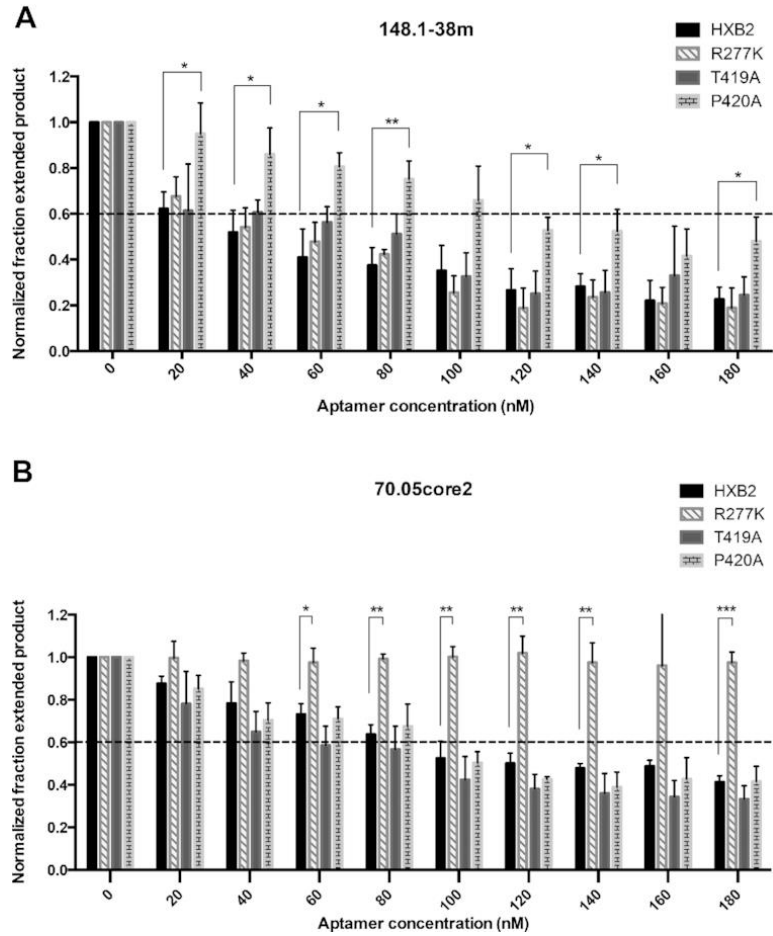 A
148.1-38m
HXB2
R277K
T419A
P420A
Normalized fraction extended product
1.2
1.0
0.8
0.6
0.4
0.2
0.0
* * * ** * * *
0 20 40 60 80 100 120 140 160 180
Aptamer concentration (nM)
B
70.05core2
HXB2
R277K
T419A
P420A
Normalized fraction extended product
1.2
1.0
0.8
0.6
0.4
0.2
0.0
* ** ** ** ** ***
0 20 40 60 80 100 120 140 160 180
Aptamer concentration (nM)